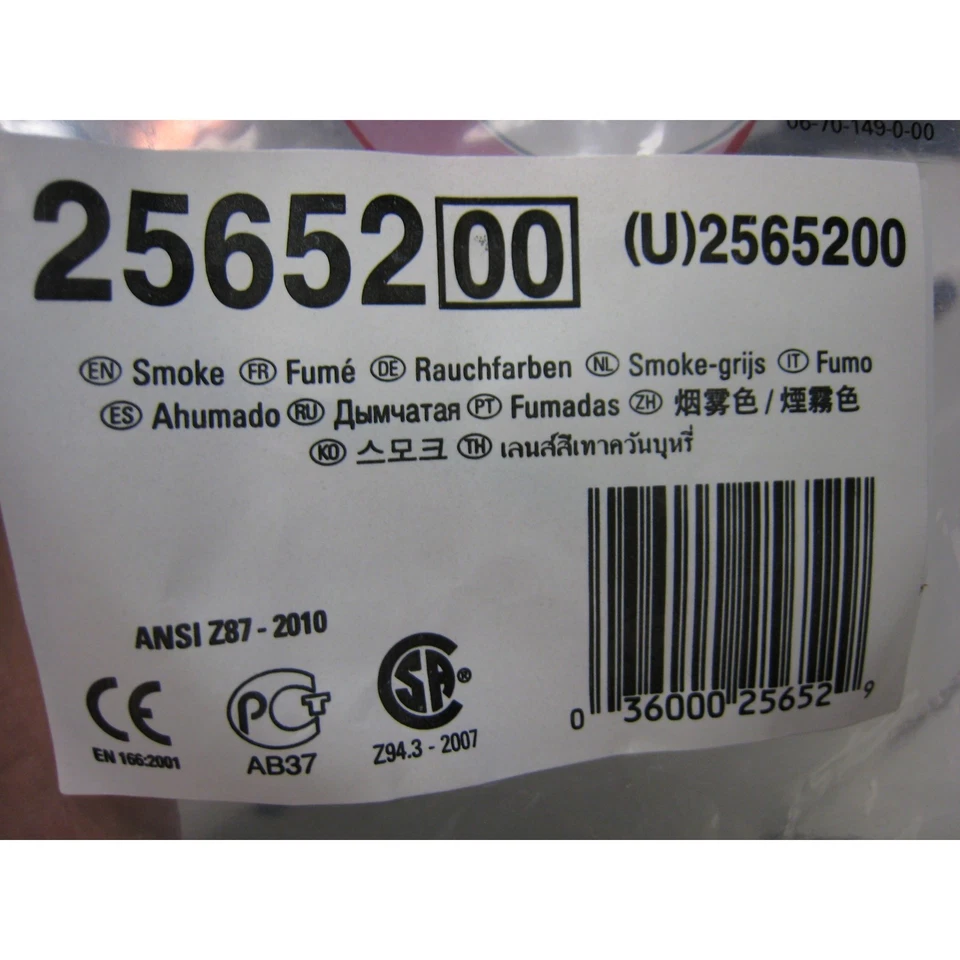 06-70-149-0-00
2565200 (U)2565200
EN Smoke FR Fumé DE Rauchfarben NL Smoke-grijs IT Fumo
ES Ahumado RU Дымчатая PT Fumadas ZH 烟雾色 / 煙霧色
KO 스모크 TH เลนส์สีเทาควันบุหรี่
ANSI Z87 - 2010
CE PCT CSA®
EN 166:2001 AB37 Z94.3 - 2007
0 36000 25652 9